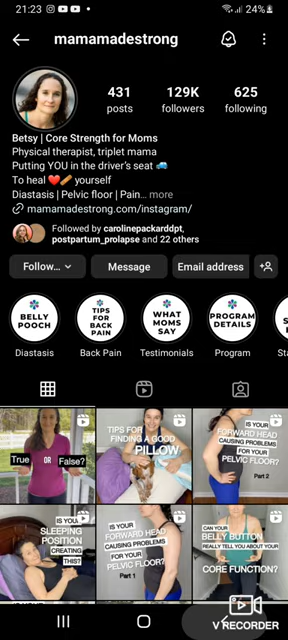 21:23
24%
mamamadestrong
431
129K
625
posts
followers
following
Betsy | Core Strength for Moms
Physical therapist, triplet mama
Putting YOU in the driver's seat 🚙
To heal ❤️🩹 yourself
Diastasis | Pelvic floor | Pain... more
mamamadestrong.com/instagram/
Followed by carolinepackarddpt,
postpartum_prolapse and 22 others
Follow...
Message
Email address
BELLY
POOCH
TIPS
FOR
BACK
PAIN
WHAT
MOMS
SAY
PROGRAM
DETAILS
S
Diastasis
Back Pain
Testimonials
Program
Sta
True OR False?
TIPS FOR
FINDING A GOOD
PILLOW
IS YOUR
FORWARD HEAD
CAUSING PROBLEMS
FOR YOUR
PELVIC FLOOR?
Part 2
IS YOUR
SLEEPING
POSITION
CREATING
THIS?
IS YOUR
FORWARD HEAD
CAUSING PROBLEMS
FOR YOUR
PELVIC FLOOR?
Part 1
CAN YOUR
BELLY BUTTON
REALLY TELL YOU ABOUT YOUR
CORE FUNCTION?
V RECORDER